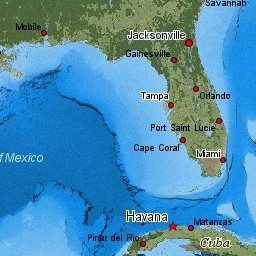 Savannah
Mobile
Jacksonville
Gainesville
Tampa
Orlando
Port Saint Lucie
Cape Coral
Miami
of Mexico
Havana
Matanzas
Pinar del Rio
Cuba